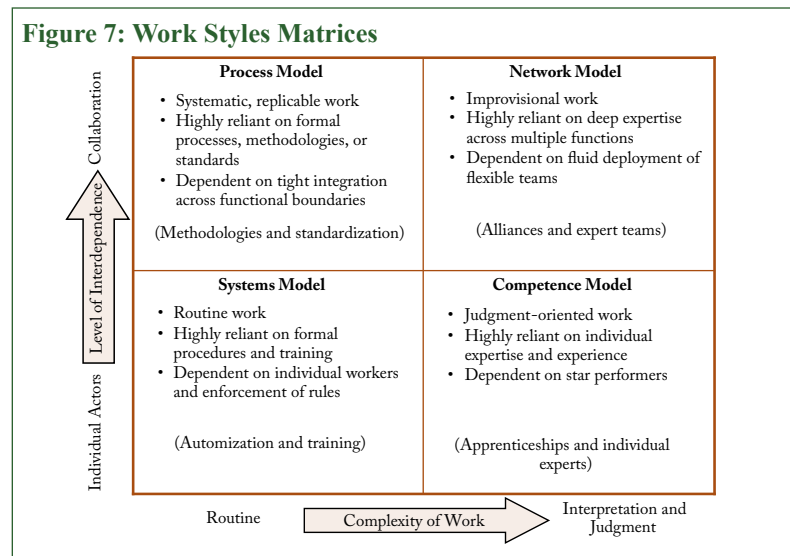 Figure 7: Work Styles Matrices
Process Model
• Systematic, replicable work
• Highly reliant on formal
processes, methodologies, or
standards
• Dependent on tight integration
across functional boundaries
(Methodologies and standardization)
Network Model
• Improvisional work
• Highly reliant on deep expertise
across multiple functions
• Dependent on fluid deployment of
flexible teams
(Alliances and expert teams)
Systems Model
• Routine work
• Highly reliant on formal
procedures and training
• Dependent on individual workers
and enforcement of rules
(Automization and training)
Competence Model
• Judgment-oriented work
• Highly reliant on individual
expertise and experience
• Dependent on star performers
(Apprenticeships and individual
experts)
Collaboration
Level of Interdependence
Individual Actors
Routine
Complexity of Work
Interpretation and
Judgment